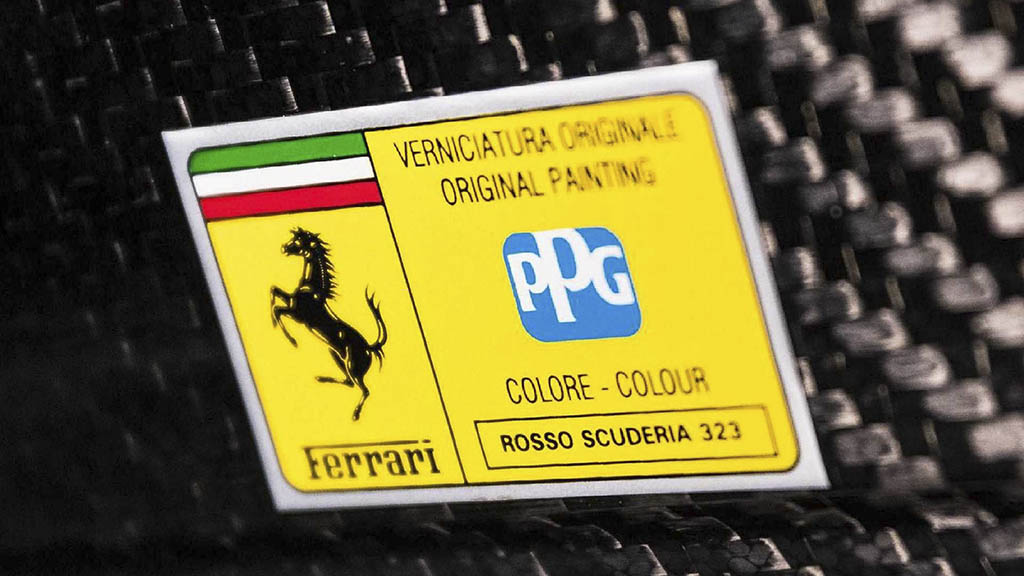 VERNICIATURA ORIGINALE
ORIGINAL PAINTING
PPG
COLORE - COLOUR
ROSSO SCUDERIA 323
Ferrari